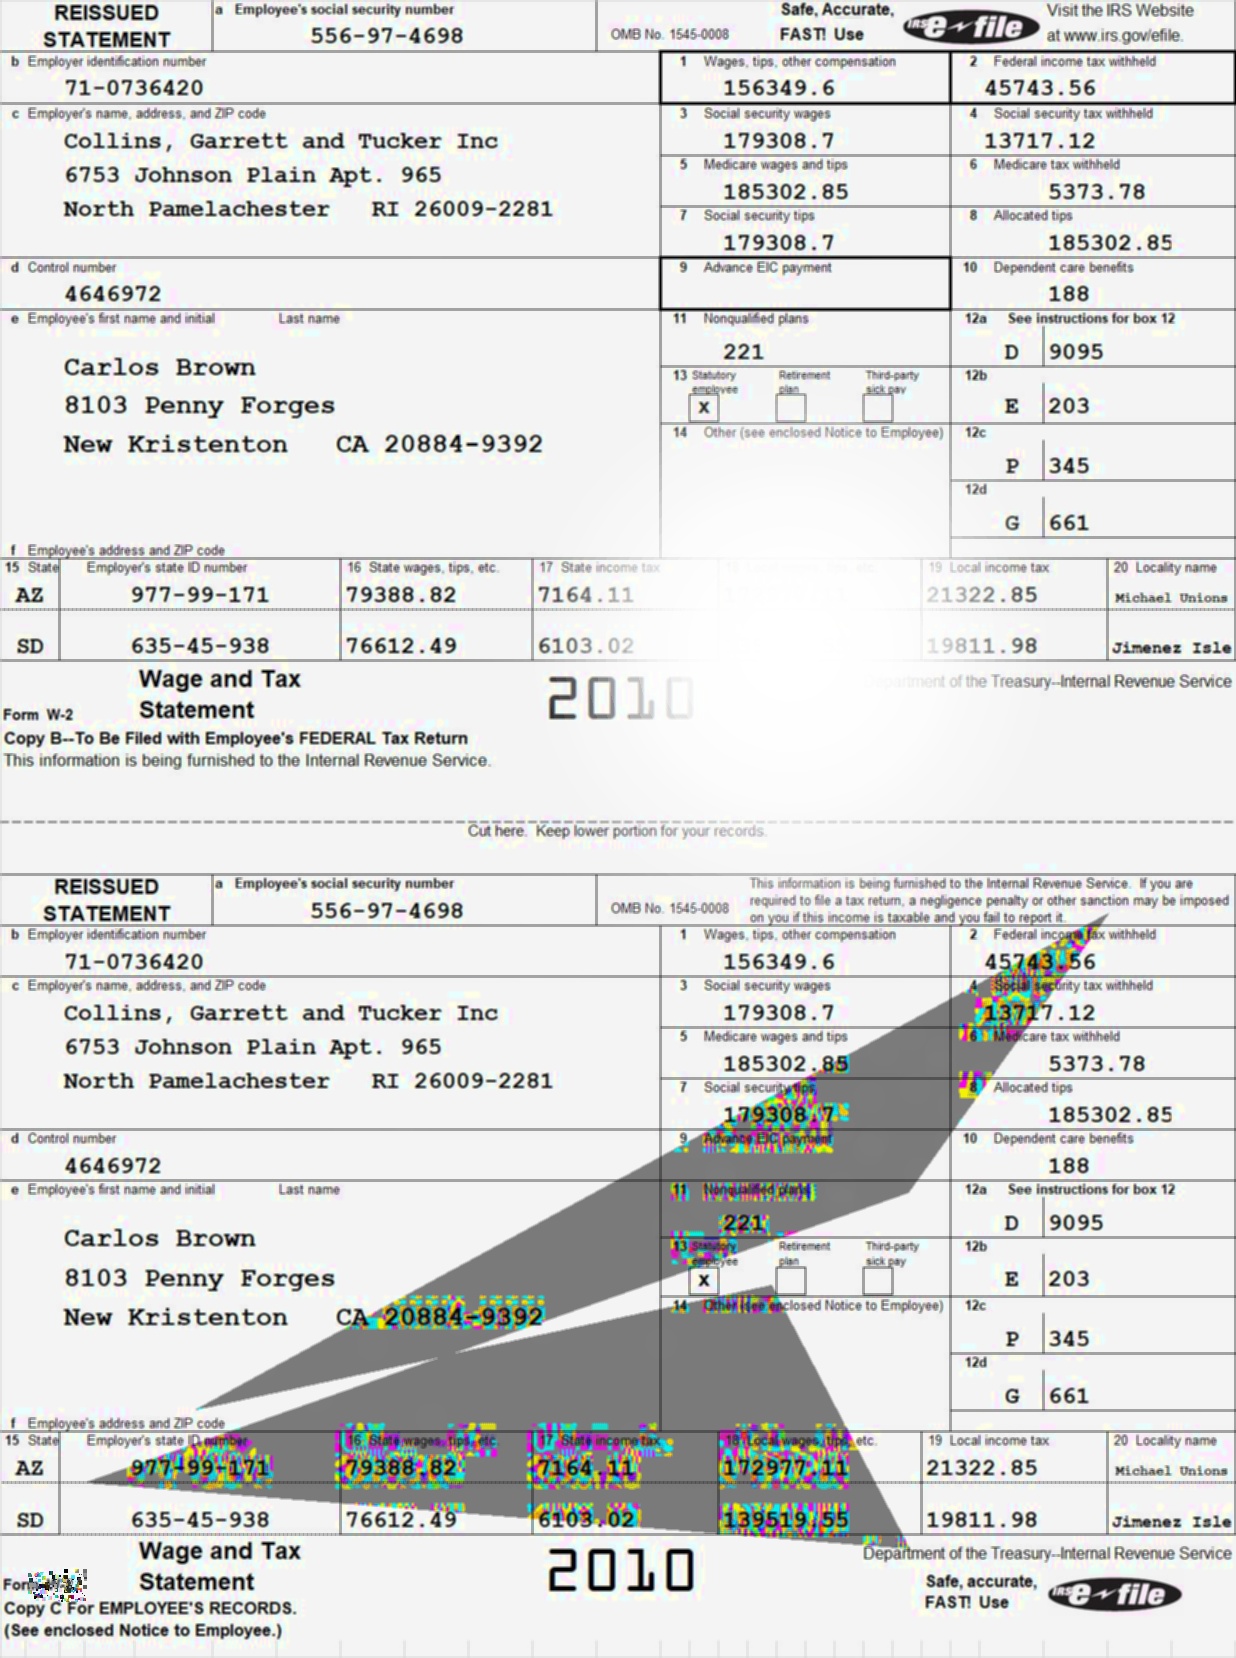 REISSUED STATEMENT
a Employee's social security number
556-97-4698
OMB No. 1545-0008
Safe, Accurate, FAST! Use
IRS e-file
Visit the IRS Website at www.irs.gov/efile.
b Employer identification number
71-0736420
1 Wages, tips, other compensation
156349.6
2 Federal income tax withheld
45743.56
c Employer's name, address, and ZIP code
Collins, Garrett and Tucker Inc
6753 Johnson Plain Apt. 965
North Pamelachester RI 26009-2281
3 Social security wages
179308.7
4 Social security tax withheld
13717.12
5 Medicare wages and tips
185302.85
6 Medicare tax withheld
5373.78
7 Social security tips
179308.7
8 Allocated tips
185302.85
d Control number
4646972
9 Advance EIC payment
10 Dependent care benefits
188
e Employee's first name and initial Last name
Carlos Brown
8103 Penny Forges
New Kristenton CA 20884-9392
11 Nonqualified plans
221
12a See instructions for box 12
D 9095
13 Statutory employee
X
Retirement plan
Third-party sick pay
12b
E 203
14 Other (see enclosed Notice to Employee)
12c
P 345
12d
G 661
f Employee's address and ZIP code
15 State Employer's state ID number 16 State wages, tips, etc. 17 State income tax 19 Local income tax 20 Locality name
AZ 977-99-171 79388.82 7164.11 21322.85 Michael Unions
SD 635-45-938 76612.49 6103.02 19811.98 Jimenez Isle
Form W-2
Wage and Tax Statement
2010
Department of the Treasury--Internal Revenue Service
Copy B--To Be Filed with Employee's FEDERAL Tax Return
This information is being furnished to the Internal Revenue Service.
Cut here. Keep lower portion for your records.
REISSUED STATEMENT
a Employee's social security number
556-97-4698
OMB No. 1545-0008
This information is being furnished to the Internal Revenue Service. If you are
required to file a tax return, a negligence penalty or other sanction may be imposed
on you if this income is taxable and you fail to report it.
b Employer identification number
71-0736420
1 Wages, tips, other compensation
156349.6
2 Federal income tax withheld
45743.56
c Employer's name, address, and ZIP code
Collins, Garrett and Tucker Inc
6753 Johnson Plain Apt. 965
North Pamelachester RI 26009-2281
3 Social security wages
179308.7
4 Social security tax withheld
13717.12
5 Medicare wages and tips
185302.85
6 Medicare tax withheld
5373.78
7 Social security tips
179308.7
8 Allocated tips
185302.85
d Control number
4646972
9 Advance EIC payment
10 Dependent care benefits
188
e Employee's first name and initial Last name
Carlos Brown
8103 Penny Forges
New Kristenton CA 20884-9392
11 Nonqualified plans
221
12a See instructions for box 12
D 9095
13 Statutory employee
X
Retirement plan
Third-party sick pay
12b
E 203
14 Other (see enclosed Notice to Employee)
12c
P 345
12d
G 661
f Employee's address and ZIP code
15 State Employer's state ID number 16 State wages, tips, etc. 17 State income tax 18 Local wages, tips, etc. 19 Local income tax 20 Locality name
AZ 977-99-171 79388.82 7164.11 172977.11 21322.85 Michael Unions
SD 635-45-938 76612.49 6103.02 139519.55 19811.98 Jimenez Isle
Form
Wage and Tax Statement
2010
Department of the Treasury--Internal Revenue Service
Copy C For EMPLOYEE'S RECORDS.
(See enclosed Notice to Employee.)
Safe, accurate, FAST! Use
IRS e-file